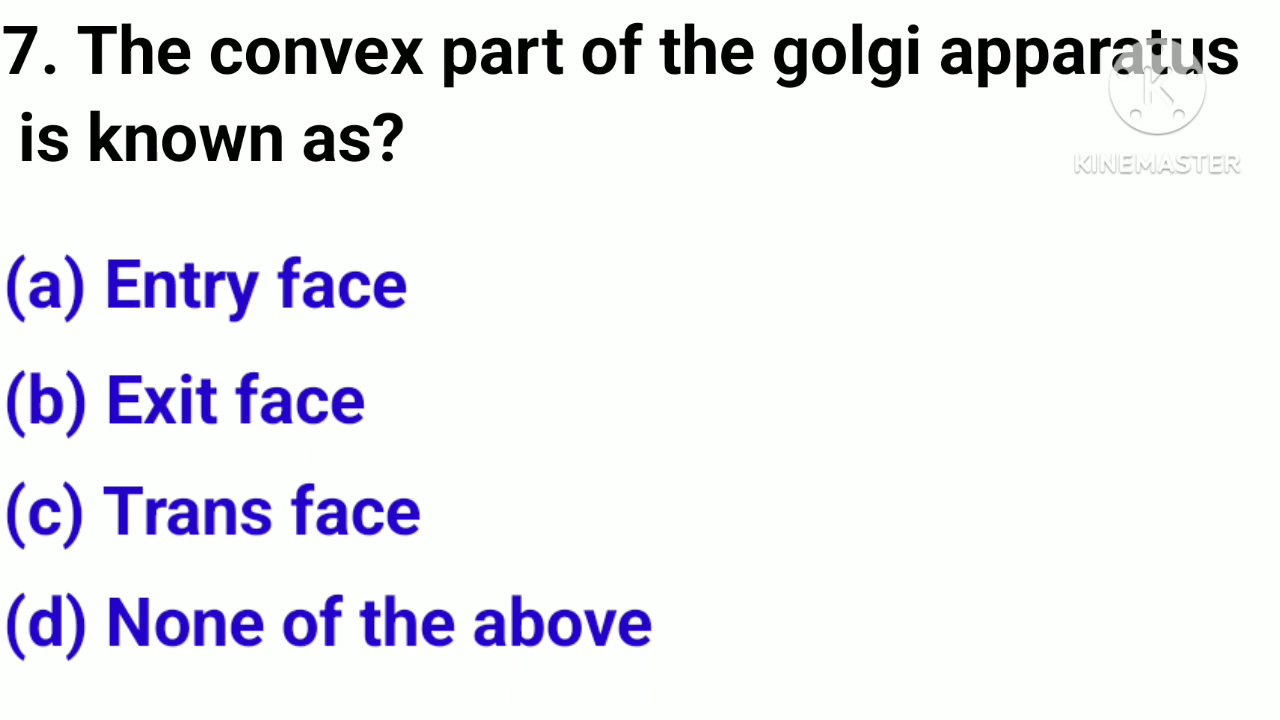 7. The convex part of the golgi apparatus
is known as?
KINEMASTER
(a) Entry face
(b) Exit face
(c) Trans face
(d) None of the above